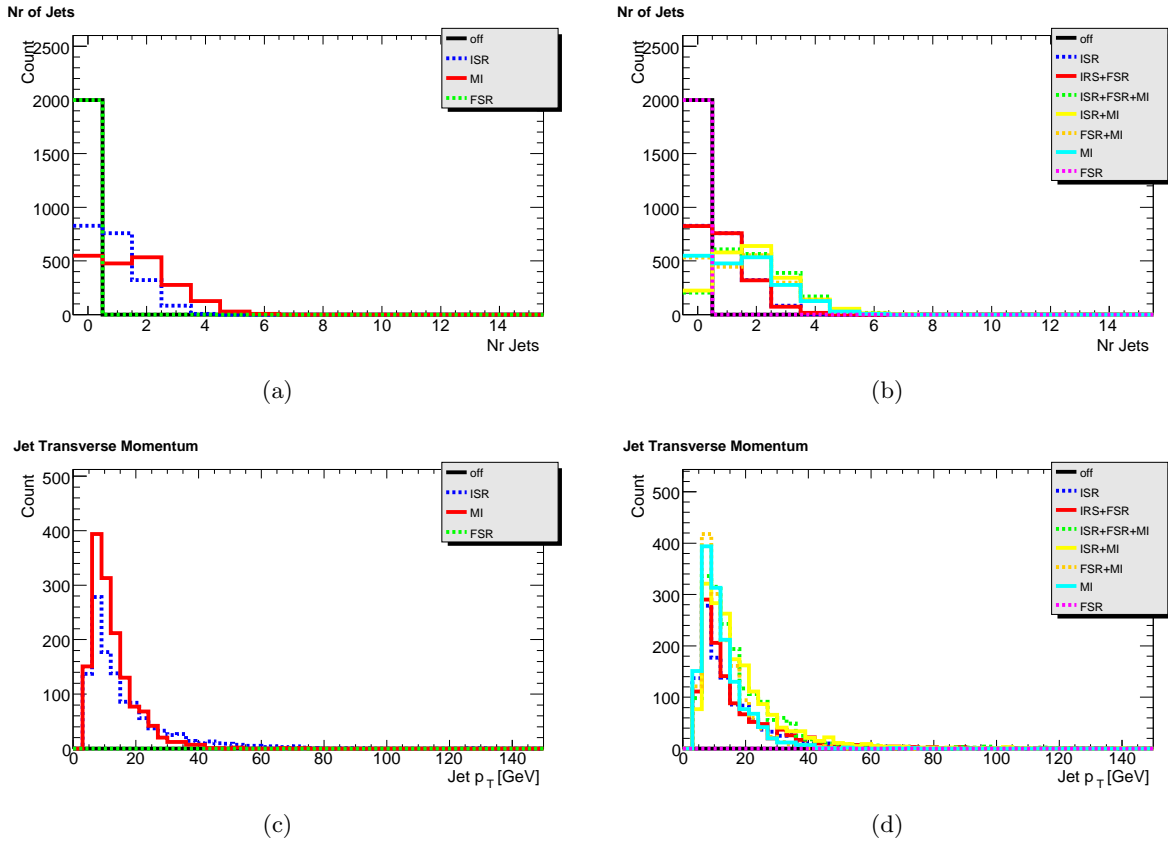 Nr of Jets
Count
2500
2000
1500
1000
500
0
0 2 4 6 8 10 12 14
Nr Jets
off
ISR
MI
FSR
(a)
Nr of Jets
Count
2500
2000
1500
1000
500
0
0 2 4 6 8 10 12 14
Nr Jets
off
ISR
IRS+FSR
ISR+FSR+MI
ISR+MI
FSR+MI
MI
FSR
(b)
Jet Transverse Momentum
Count
500
400
300
200
100
0
0 20 40 60 80 100 120 140
Jet p_T [GeV]
off
ISR
MI
FSR
(c)
Jet Transverse Momentum
Count
500
400
300
200
100
0
0 20 40 60 80 100 120 140
Jet p_T [GeV]
off
ISR
IRS+FSR
ISR+FSR+MI
ISR+MI
FSR+MI
MI
FSR
(d)